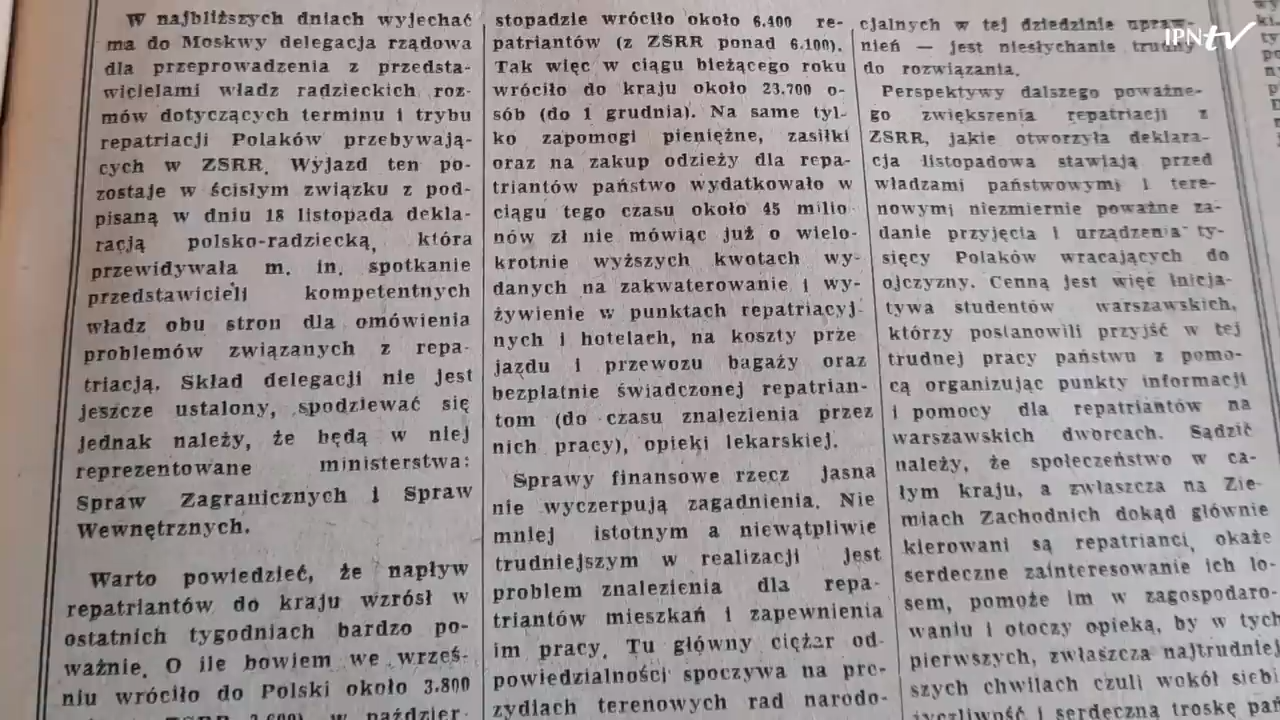 W najbliższych dniach wyjechać
ma do Moskwy delegacja rządowa
dla przeprowadzenia z przedsta-
wicielami władz radzieckich roz-
mów dotyczących terminu i trybu
repatriacji Polaków przebywają-
cych w ZSRR. Wyjazd ten po-
zostaje w ścisłym związku z pod-
pisaną w dniu 18 listopada dekla-
racją polsko-radziecką, która
przewidywała m. in. spotkanie
przedstawicieli kompetentnych
władz obu stron dla omówienia
problemów związanych z repa-
triacją. Skład delegacji nie jest
jeszcze ustalony, spodziewać się
jednak należy, że będą w niej
reprezentowane ministerstwa:
Spraw Zagranicznych i Spraw
Wewnętrznych.
Warto powiedzieć, że napływ
repatriantów do kraju wzrósł w
ostatnich tygodniach bardzo po-
ważnie. O ile bowiem we wrześ-
niu wróciło do Polski około 3.800
ZSRR w paździer-
stopadzie wróciło około 6.400 re-
patriantów (z ZSRR ponad 6.100).
Tak więc w ciągu bieżącego roku
wróciło do kraju około 23.700 o-
sób (do 1 grudnia). Na same tyl-
ko zapomogi pieniężne, zasiłki
oraz na zakup odzieży dla repa-
triantów państwo wydatkowało w
ciągu tego czasu około 45 milio
nów zł nie mówiąc już o wielo-
krotnie wyższych kwotach wy-
danych na zakwaterowanie i wy-
żywienie w punktach repatriacyj-
nych i hotelach, na koszty prze
jazdu i przewozu bagaży oraz
bezpłatnie świadczonej repatrian-
tom (do czasu znalezienia przez
nich pracy), opieki lekarskiej.
Sprawy finansowe rzecz jasna
nie wyczerpują zagadnienia. Nie
mniej istotnym a niewątpliwie
trudniejszym w realizacji jest
problem znalezienia dla repa-
triantów mieszkań i zapewnienia
im pracy. Tu główny ciężar od-
powiedzialności spoczywa na pre-
zydiach terenowych rad narodo-
cjalnych w tej dziedzinie upraw-
nień — jest niesłychanie trudny
do rozwiązania.
Perspektywy dalszego poważne-
go zwiększenia repatriacji z
ZSRR, jakie otworzyła deklara-
cja listopadowa stawiają przed
władzami państwowymi i tere-
nowymi niezmiernie poważne za-
danie przyjęcia i urządzenia ty-
sięcy Polaków wracających do
ojczyzny. Cenną jest więc inicja-
tywa studentów warszawskich,
którzy postanowili przyjść w tej
trudnej pracy państwu z pomo-
cą organizując punkty informacji
i pomocy dla repatriantów na
warszawskich dworcach. Sądzić
należy, że społeczeństwo w ca-
łym kraju, a zwłaszcza na Zie-
miach Zachodnich dokąd głównie
kierowani są repatrianci, okaże
serdeczne zainteresowanie ich lo-
sem, pomoże im w zagospodaro-
waniu i otoczy opieką, by w tych
pierwszych, zwłaszcza najtrudniej
szych chwilach czuli wokół siebi
życzliwość i serdeczną troskę
IPNtv